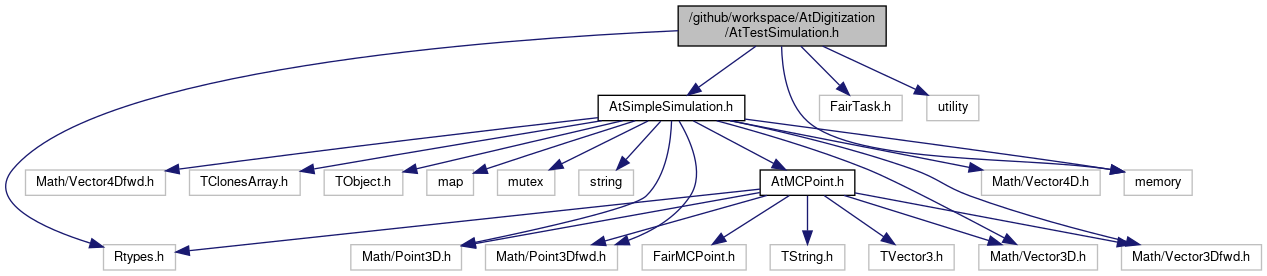 /github/workspace/AtDigitization
/AtTestSimulation.h
AtSimpleSimulation.h
FairTask.h
utility
Math/Vector4Dfwd.h
TClonesArray.h
TObject.h
map
mutex
string
AtMCPoint.h
Math/Vector4D.h
memory
Rtypes.h
Math/Point3D.h
Math/Point3Dfwd.h
FairMCPoint.h
TString.h
TVector3.h
Math/Vector3D.h
Math/Vector3Dfwd.h